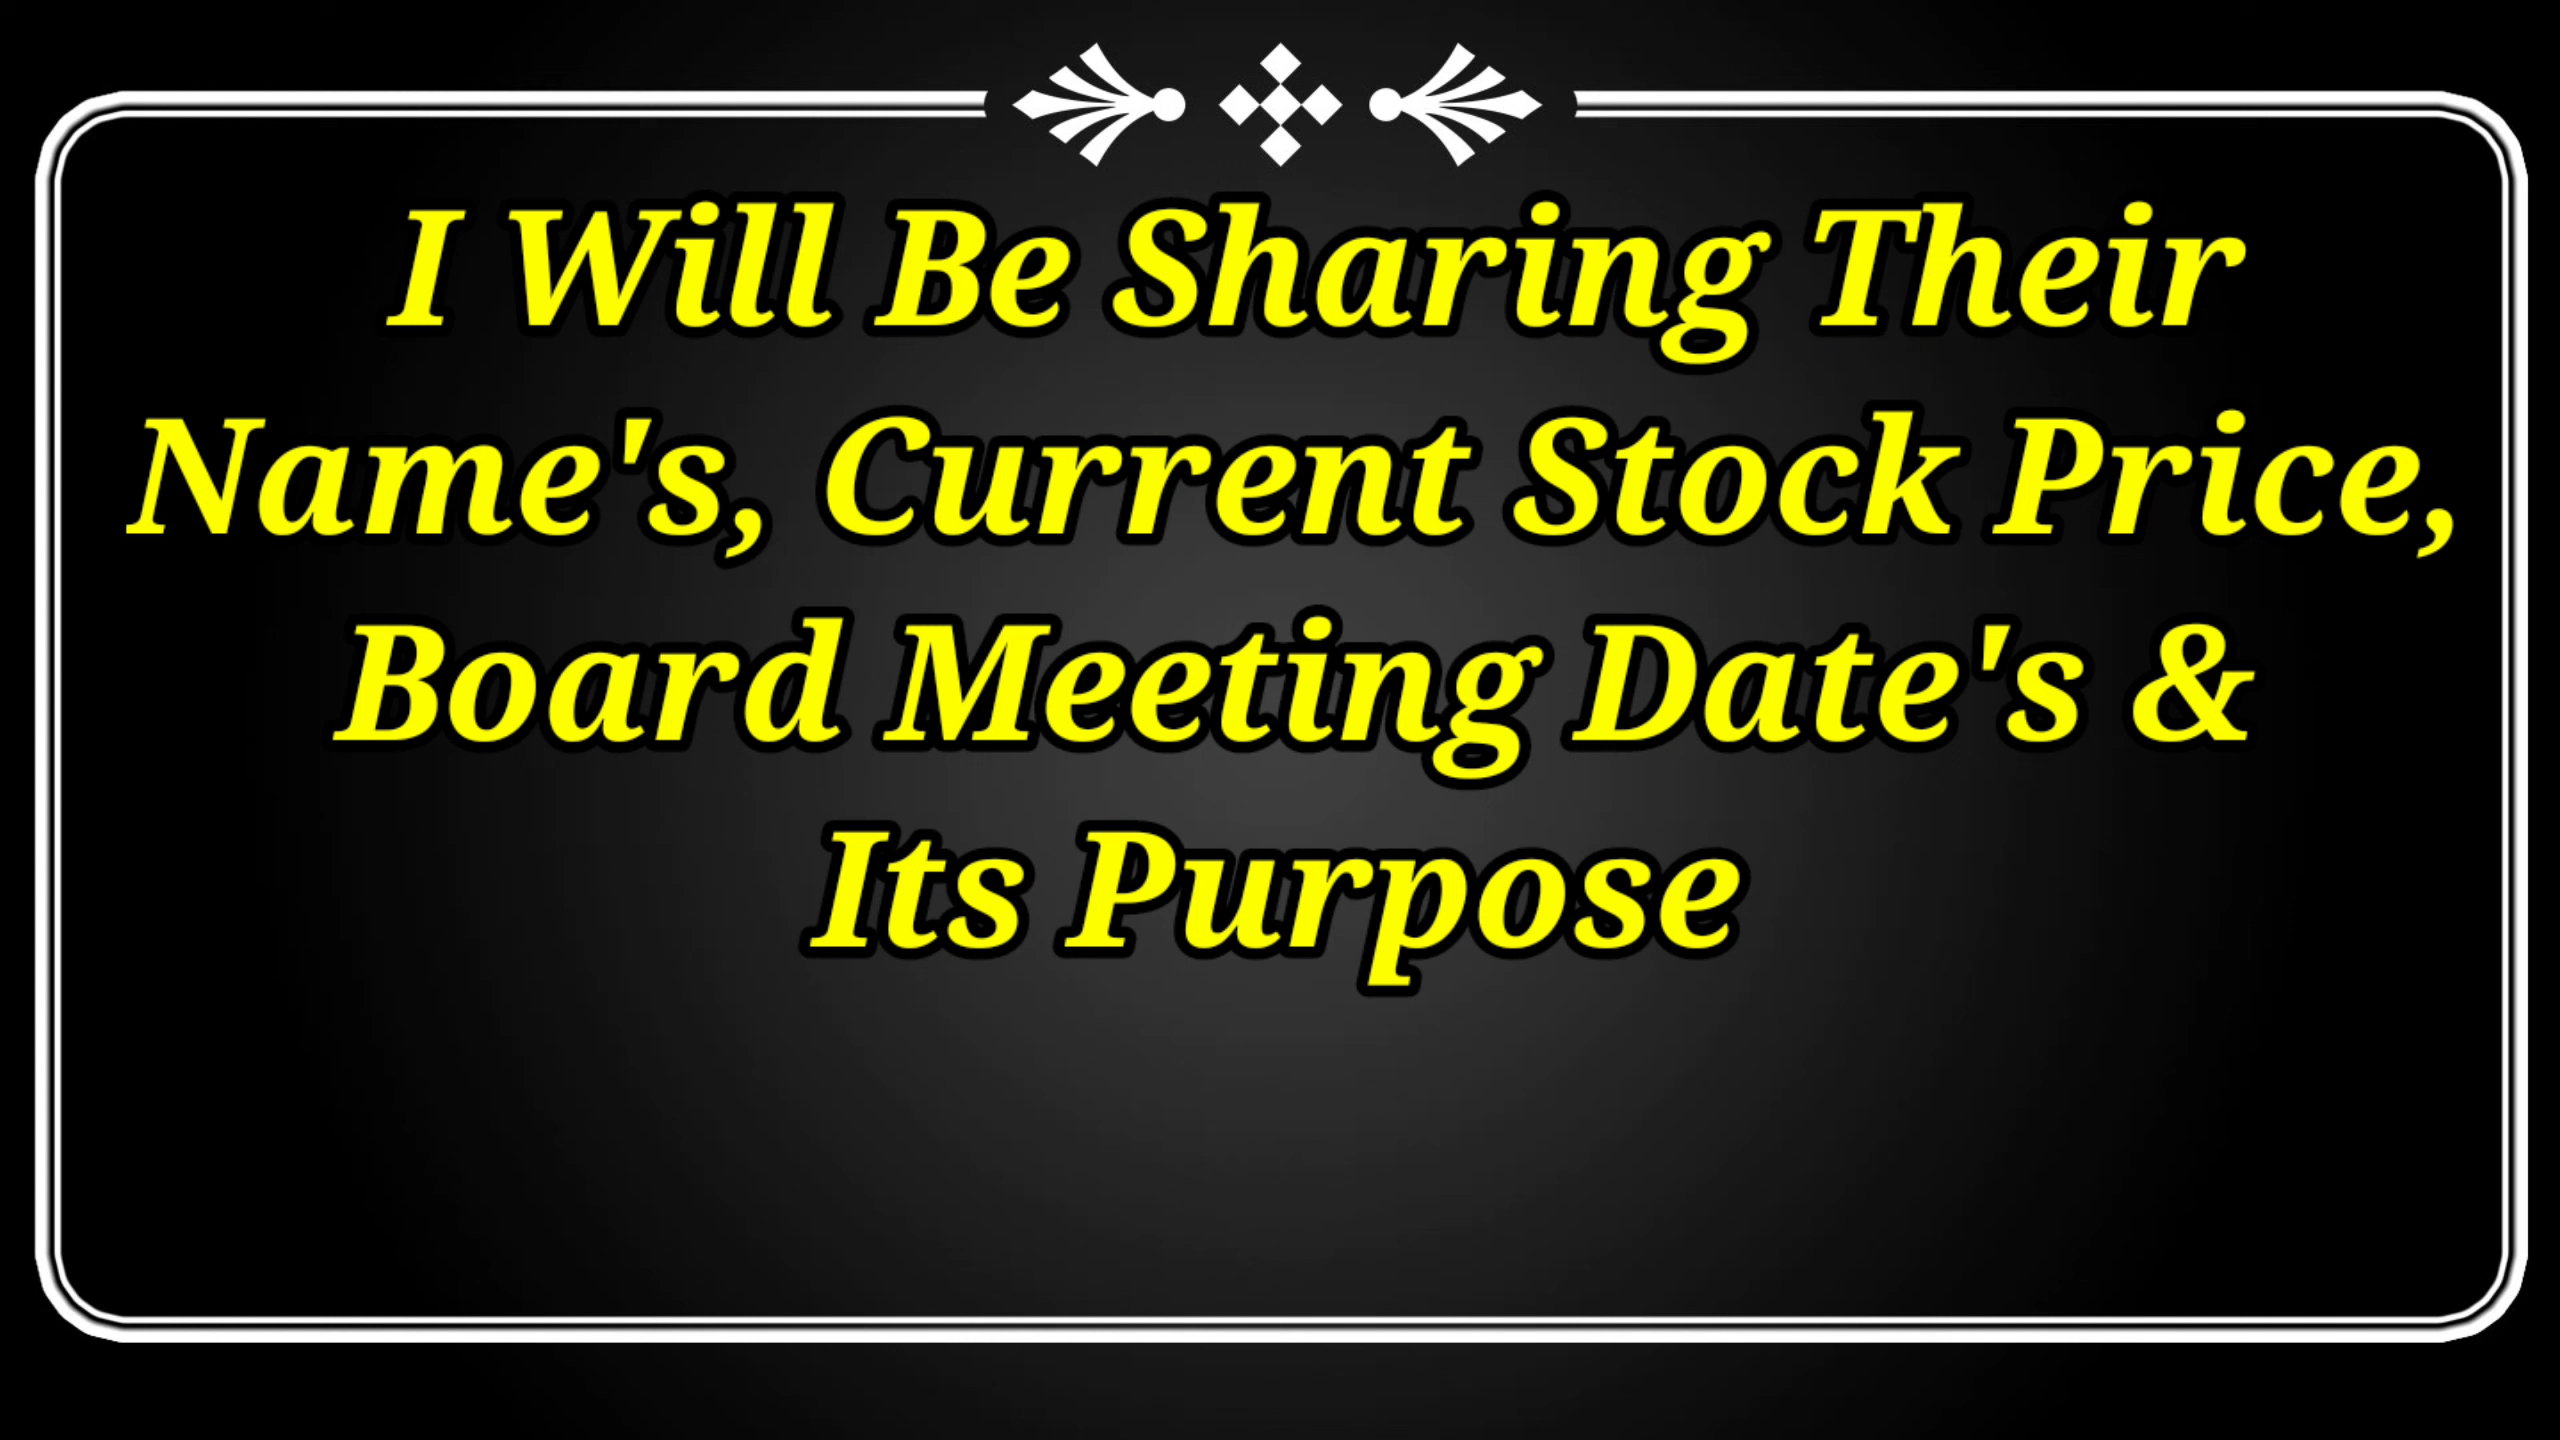 I Will Be Sharing Their
Name's, Current Stock Price,
Board Meeting Date's &
Its Purpose